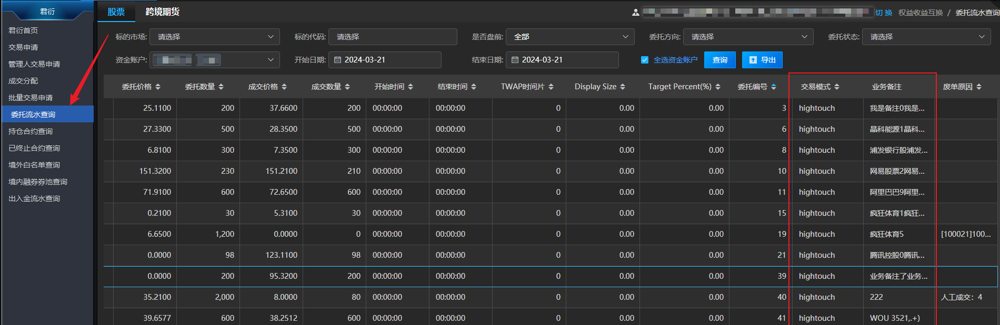 君衍
君衍首页
交易申请
管理人交易申请
成交分配
批量交易申请
委托流水查询
持仓合约查询
已终止合约查询
境外白名单查询
境内融券券池查询
出入金流水查询
股票 跨境期货
切 换 权益收益互换 / 委托流水查询
标的市场: 请选择 标的代码: 请选择 是否盘前: 全部 委托方向: 请选择 委托状态: 请选择
资金账户: 开始日期: 2024-03-21 结束日期: 2024-03-21 全选资金账户 查询 导出
委托价格 委托数量 成交价格 成交数量 开始时间 结束时间 TWAP时间片 Display Size Target Percent(%) 委托编号 交易模式 业务备注 废单原因
25.1100 200 37.6600 200 00:00:00 00:00:00 0 0.00 0.00 3 hightouch 我是备注0我是...
27.3300 500 28.3500 500 00:00:00 00:00:00 0 0.00 0.00 6 hightouch 晶科能源1晶科...
6.8100 300 7.3500 300 00:00:00 00:00:00 0 0.00 0.00 8 hightouch 浦发银行股浦发...
151.3200 230 151.2100 210 00:00:00 00:00:00 0 0.00 0.00 10 hightouch 网易股票2网易...
71.9100 600 72.6500 600 00:00:00 00:00:00 0 0.00 0.00 11 hightouch 阿里巴巴9阿里...
0.2100 30 5.3100 30 00:00:00 00:00:00 0 0.00 0.00 15 hightouch 疯狂体育1疯狂...
6.6500 1,200 0.0000 0 00:00:00 00:00:00 0 0.00 0.00 19 hightouch 疯狂体育5 [100021]100...
0.0000 98 123.1100 98 00:00:00 00:00:00 0 0.00 0.00 21 hightouch 腾讯控股0腾讯...
0.0000 200 95.3200 200 00:00:00 00:00:00 0 0.00 0.00 39 hightouch 业务备注了业务...
35.2100 2,000 8.0000 80 00:00:00 00:00:00 0 0.00 0.00 40 hightouch 222 人工成交：4
39.6577 600 38.2512 600 00:00:00 00:00:00 0 0.00 0.00 41 hightouch WOU 3521,.+)